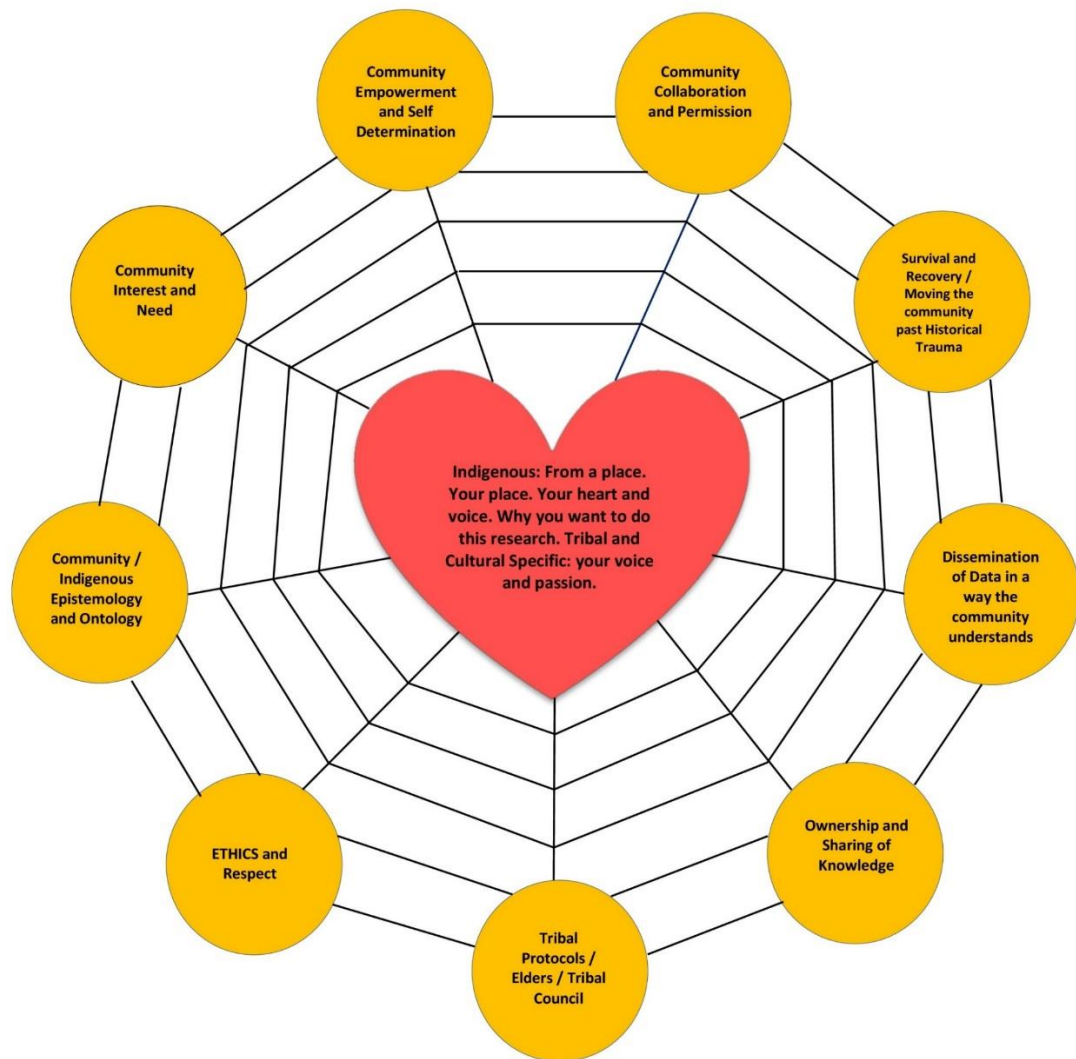 Community
Empowerment
and Self
Determination
Community
Collaboration
and Permission
Community
Interest and
Need
Survival and
Recovery /
Moving the
community
past Historical
Trauma
Indigenous: From a place.
Your place. Your heart and
voice. Why you want to do
this research. Tribal and
Cultural Specific: your voice
and passion.
Community /
Indigenous
Epistemology
and Ontology
Dissemination
of Data in a
way the
community
understands
ETHICS and
Respect
Ownership and
Sharing of
Knowledge
Tribal
Protocols /
Elders / Tribal
Council